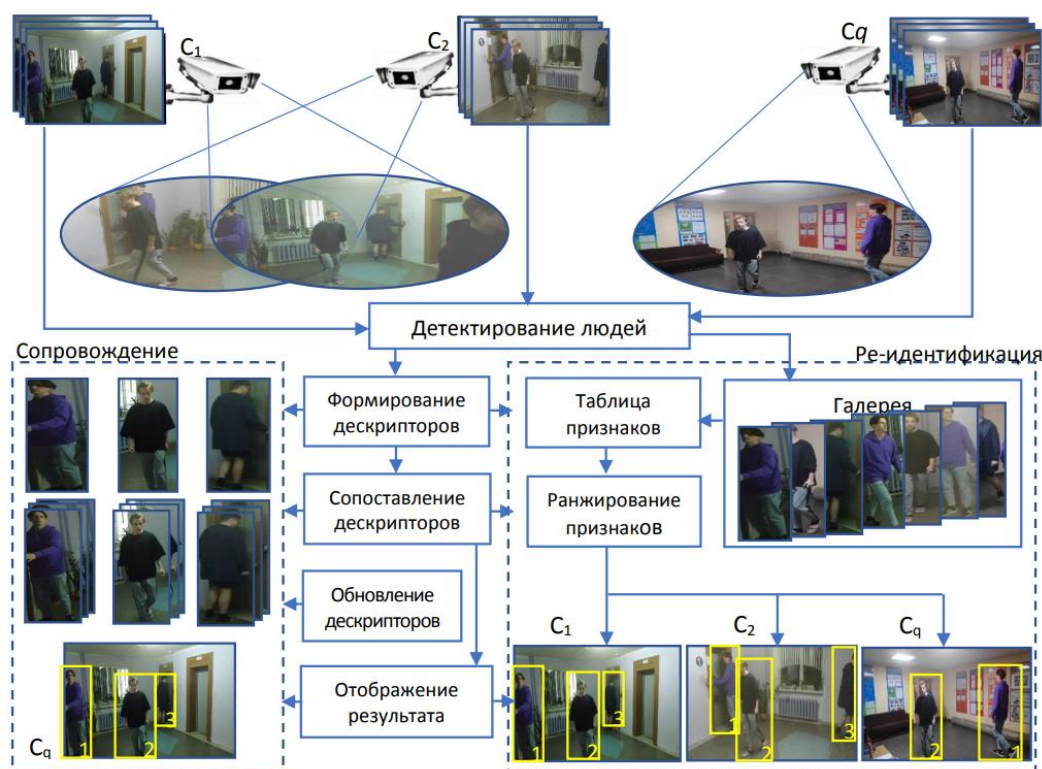 C₁
C₂
Cq
Детектирование людей
Сопровождение
Ре-идентификация
Формирование
дескрипторов
Таблица
признаков
Галерея
Сопоставление
дескрипторов
Ранжирование
признаков
Обновление
дескрипторов
C₁
C₂
Cq
Отображение
результата
Cq
1
2
3
1
2
3
1
2
3
2
1